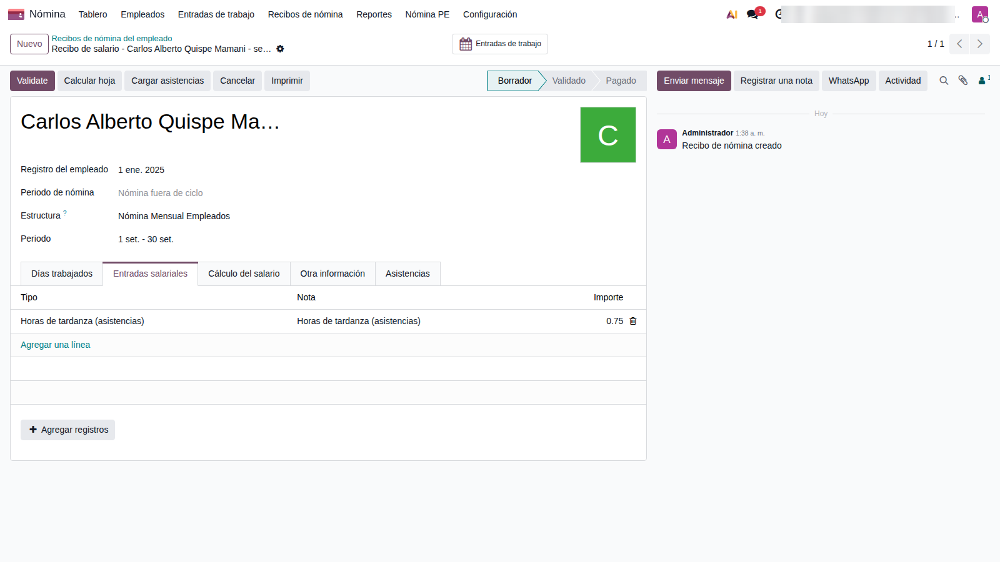 Nómina Tablero Empleados Entradas de trabajo Recibos de nómina Reportes Nómina PE Configuración AI 1 .. A
Nuevo Recibos de nómina del empleado
Recibo de salario - Carlos Alberto Quispe Mamani - se…
Entradas de trabajo
1 / 1
Validate Calcular hoja Cargar asistencias Cancelar Imprimir Borrador Validado Pagado
Enviar mensaje Registrar una nota WhatsApp Actividad 1
Carlos Alberto Quispe Ma…
C
Registro del empleado 1 ene. 2025
Periodo de nómina Nómina fuera de ciclo
Estructura ? Nómina Mensual Empleados
Periodo 1 set. - 30 set.
Días trabajados Entradas salariales Cálculo del salario Otra información Asistencias
Tipo Nota Importe
Horas de tardanza (asistencias) Horas de tardanza (asistencias) 0.75
Agregar una línea
Agregar registros
Hoy
A Administrador 1:38 a. m.
Recibo de nómina creado